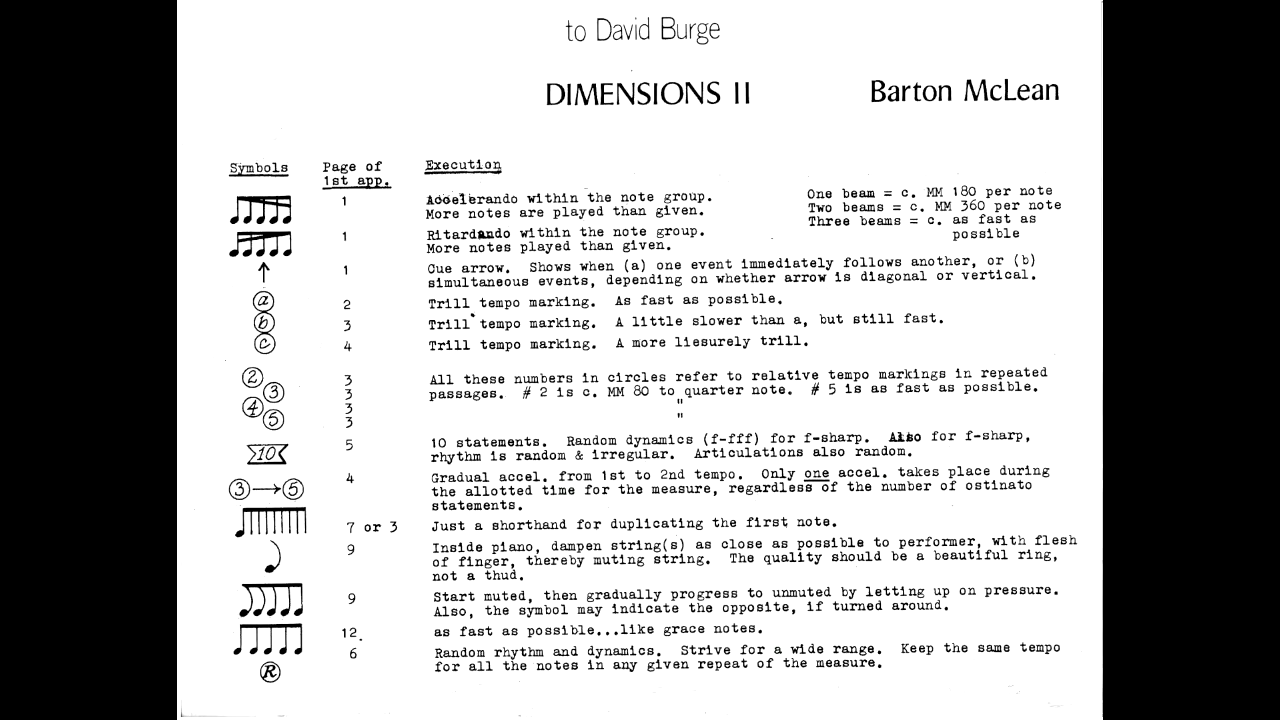 to David Burge
DIMENSIONS II
Barton McLean
Symbols
Page of
1st app.
Execution
1
Accelerando within the note group.
More notes are played than given.
One beam = c. MM 180 per note
Two beams = c. MM 360 per note
Three beams = c. as fast as
possible
1
Ritardando within the note group.
More notes played than given.
1
Cue arrow. Shows when (a) one event immediately follows another, or (b)
simultaneous events, depending on whether arrow is diagonal or vertical.
a 2 Trill tempo marking. As fast as possible.
b 3 Trill tempo marking. A little slower than a, but still fast.
c 4 Trill tempo marking. A more liesurely trill.
2 3 All these numbers in circles refer to relative tempo markings in repeated
3 3 passages. # 2 is c. MM 80 to quarter note. # 5 is as fast as possible.
4 3 "
5 3 "
10 5 10 statements. Random dynamics (f-fff) for f-sharp. Also for f-sharp,
rhythm is random & irregular. Articulations also random.
3→5 4 Gradual accel. from 1st to 2nd tempo. Only one accel. takes place during
the allotted time for the measure, regardless of the number of ostinato
statements.
7 or 3 Just a shorthand for duplicating the first note.
9 Inside piano, dampen string(s) as close as possible to performer, with flesh
of finger, thereby muting string. The quality should be a beautiful ring,
not a thud.
9 Start muted, then gradually progress to unmuted by letting up on pressure.
Also, the symbol may indicate the opposite, if turned around.
12. as fast as possible...like grace notes.
R 6 Random rhythm and dynamics. Strive for a wide range. Keep the same tempo
for all the notes in any given repeat of the measure.